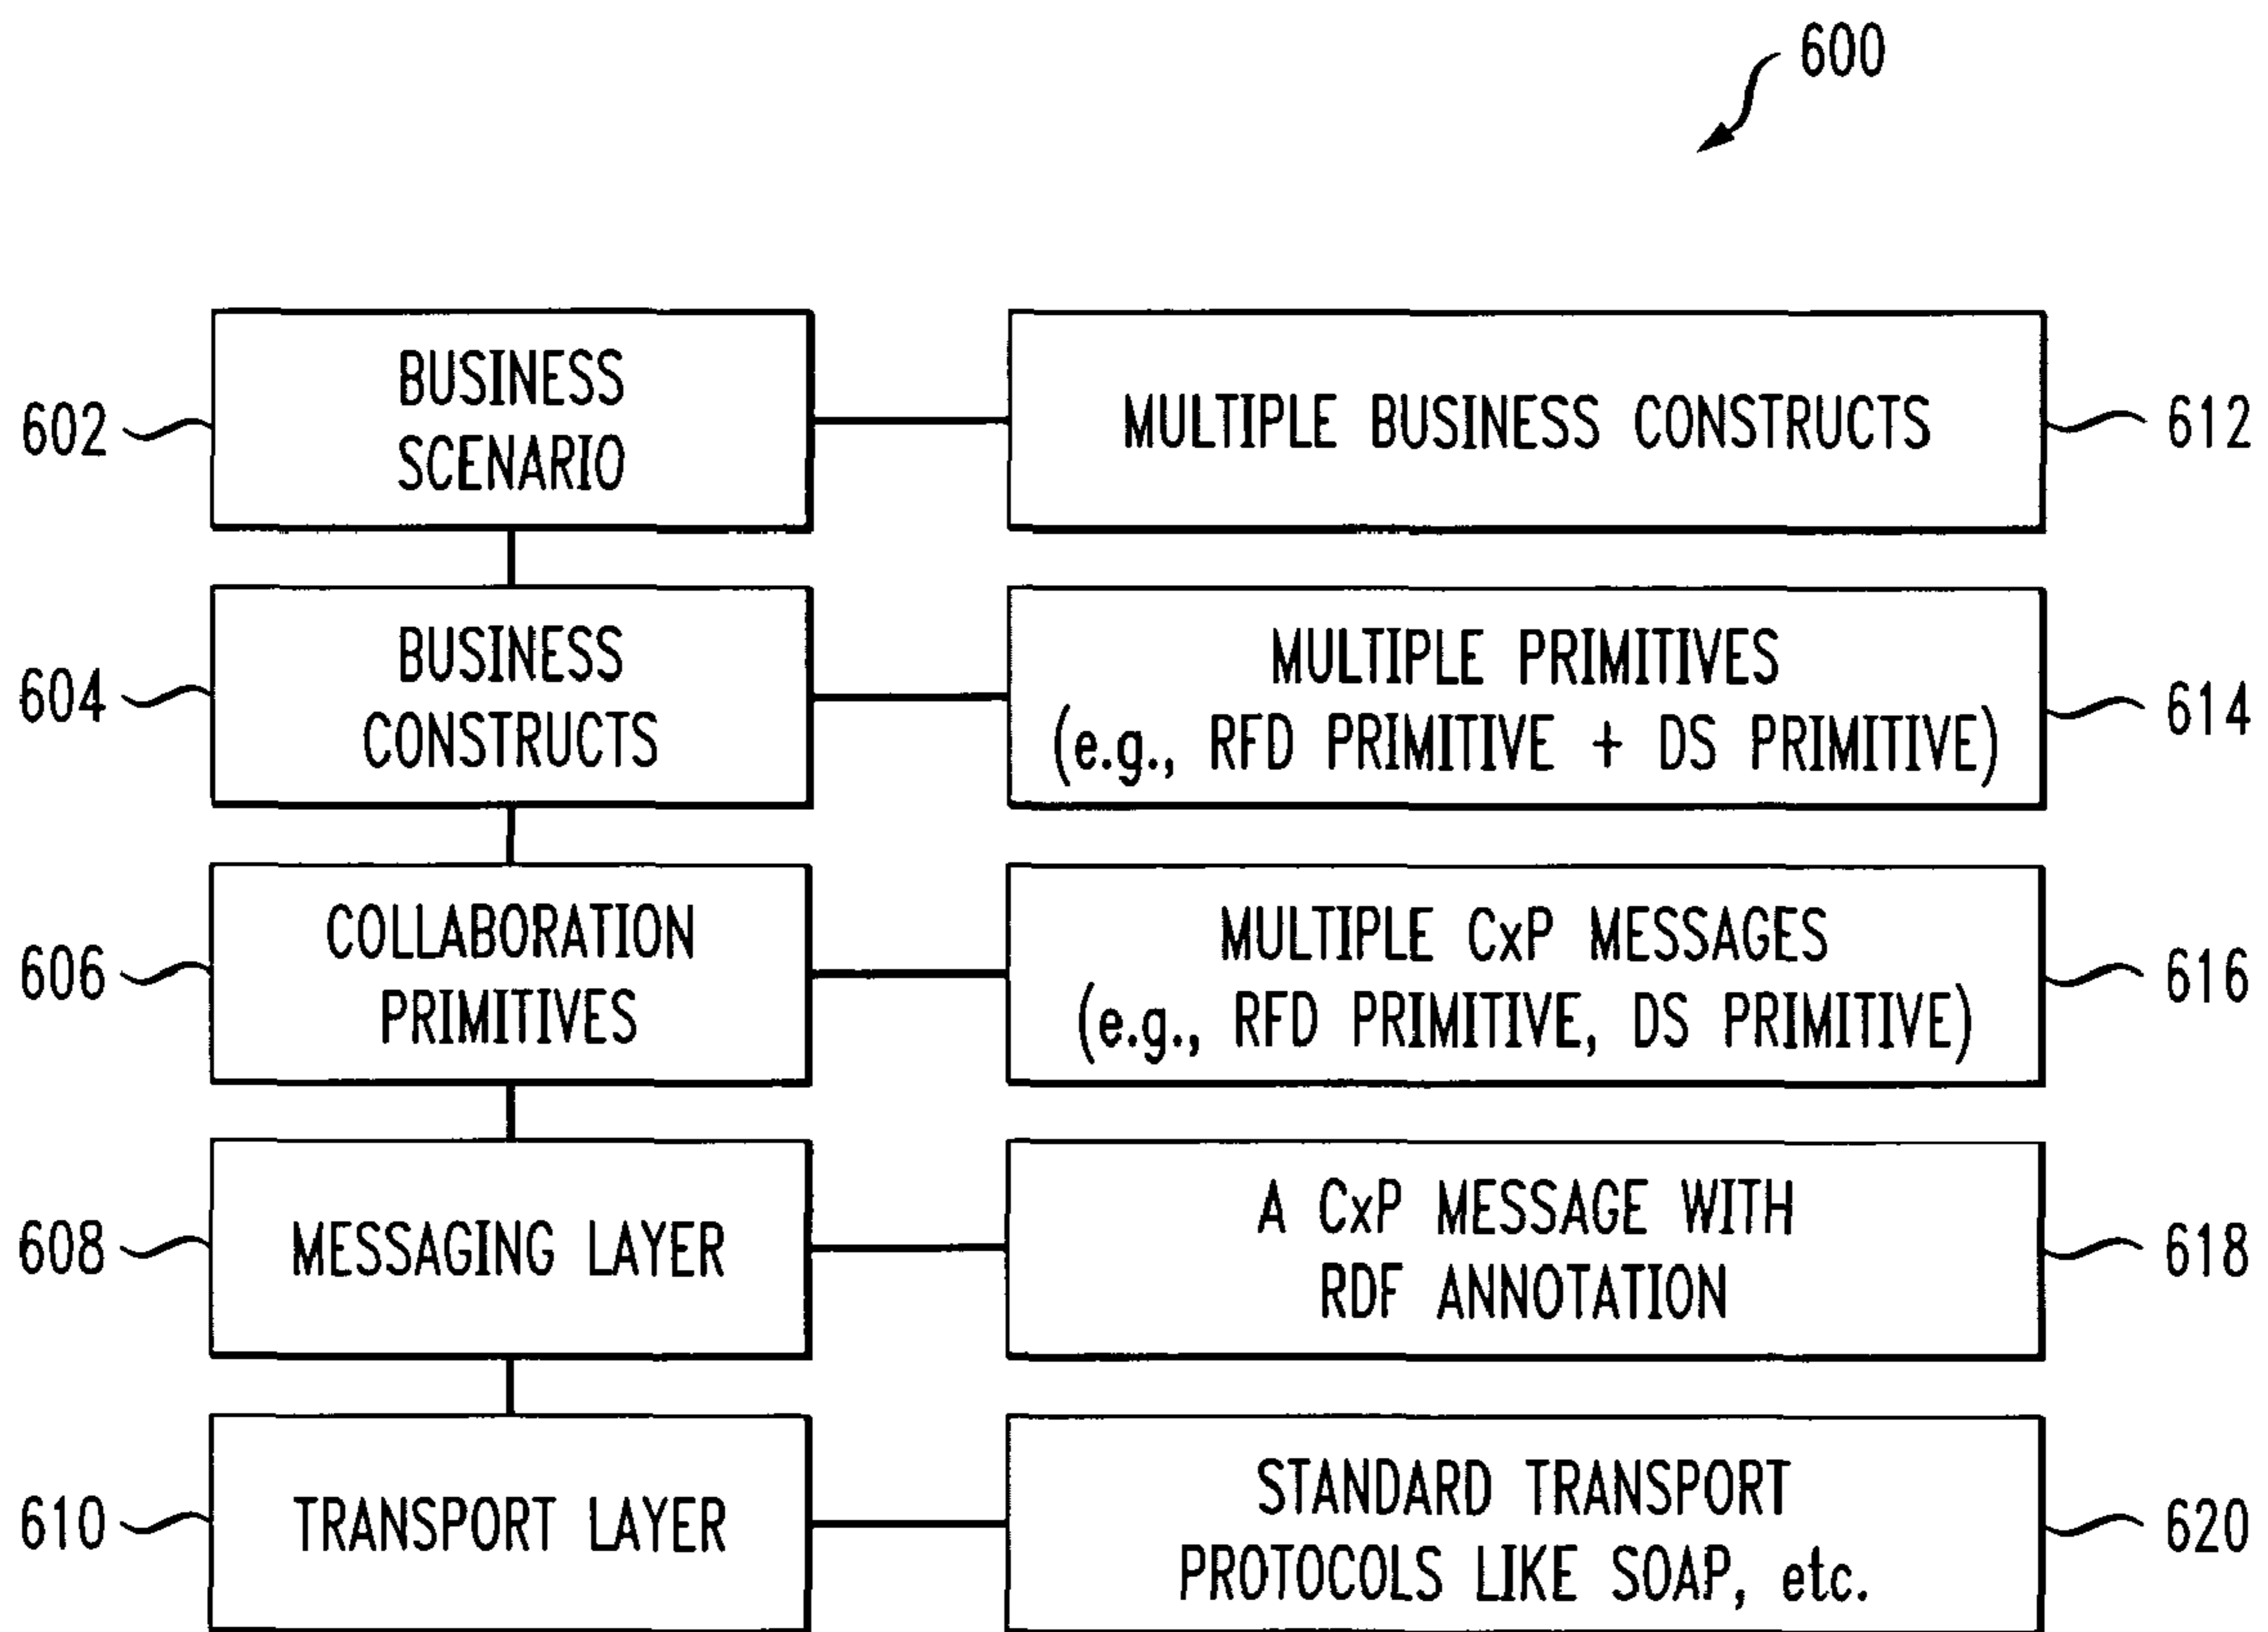 600
602
BUSINESS
SCENARIO
MULTIPLE BUSINESS CONSTRUCTS
612
604
BUSINESS
CONSTRUCTS
MULTIPLE PRIMITIVES
(e.g., RFD PRIMITIVE + DS PRIMITIVE)
614
606
COLLABORATION
PRIMITIVES
MULTIPLE CxP MESSAGES
(e.g., RFD PRIMITIVE, DS PRIMITIVE)
616
608
MESSAGING LAYER
A CxP MESSAGE WITH
RDF ANNOTATION
618
610
TRANSPORT LAYER
STANDARD TRANSPORT
PROTOCOLS LIKE SOAP, etc.
620